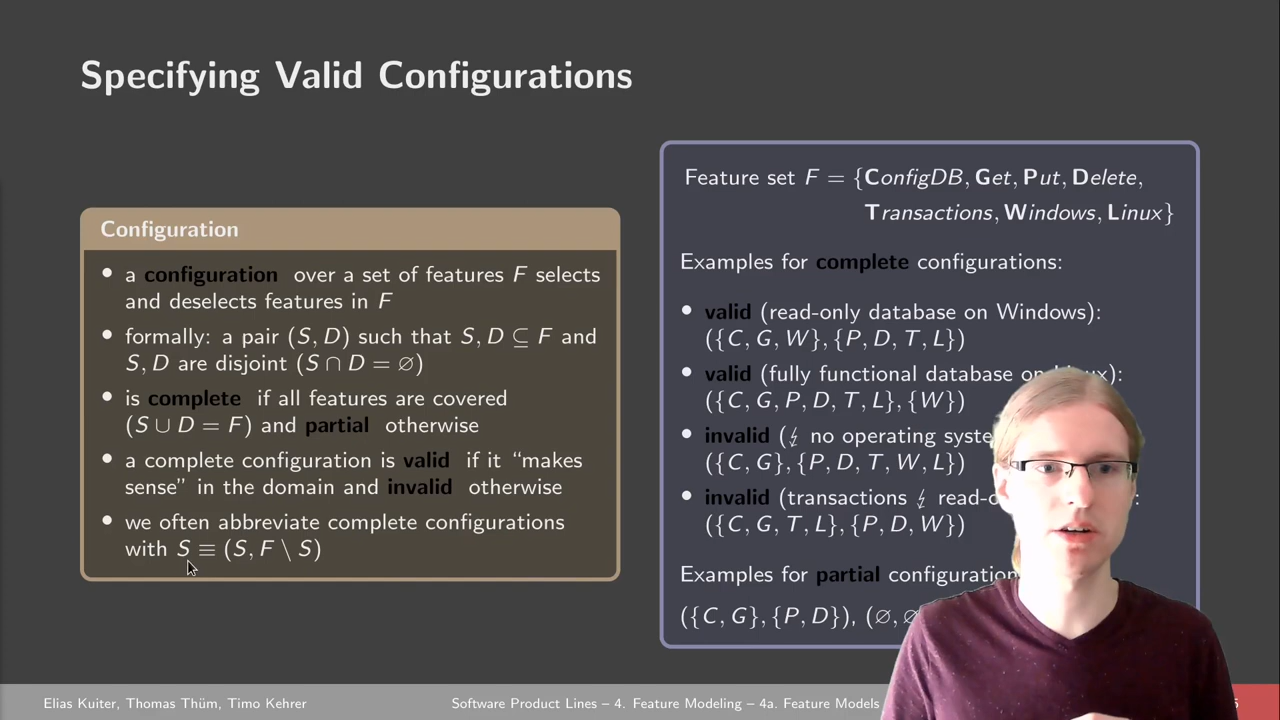 Specifying Valid Configurations
Configuration
• a configuration over a set of features F selects
and deselects features in F
• formally: a pair (S, D) such that S, D ⊆ F and
S, D are disjoint (S ∩ D = ∅)
• is complete if all features are covered
(S ∪ D = F) and partial otherwise
• a complete configuration is valid if it “makes
sense” in the domain and invalid otherwise
• we often abbreviate complete configurations
with S ≡ (S, F \ S)
Feature set F = {ConfigDB, Get, Put, Delete,
Transactions, Windows, Linux}
Examples for complete configurations:
• valid (read-only database on Windows):
({C, G, W}, {P, D, T, L})
• valid (fully functional database on Linux):
({C, G, P, D, T, L}, {W})
• invalid (↯ no operating
({C, G}, {P, D, T, W, L})
• invalid (transactions ↯
({C, G, T, L}, {P, D, W})
Examples for partial
({C, G}, {P, D}), (∅, ∅
Elias Kuiter, Thomas Thüm, Timo Kehrer
Software Product Lines – 4. Feature Modeling – 4a. Feature Models